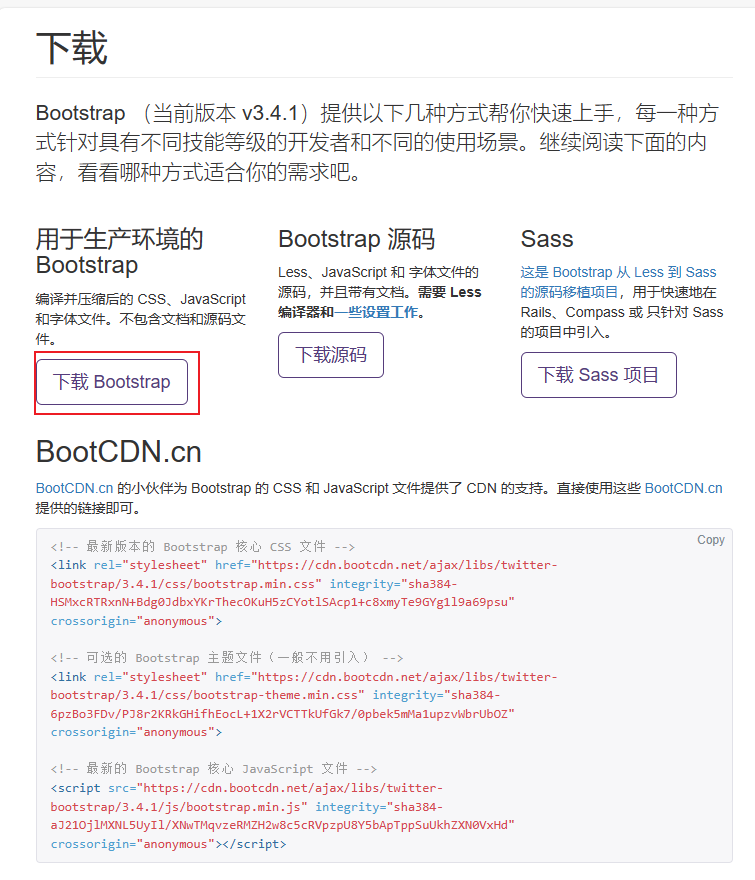 下载
Bootstrap （当前版本 v3.4.1）提供以下几种方式帮你快速上手，每一种方
式针对具有不同技能等级的开发者和不同的使用场景。继续阅读下面的内
容，看看哪种方式适合你的需求吧。
用于生产环境的
Bootstrap
编译并压缩后的 CSS、JavaScript
和字体文件。不包含文档和源码文
件。
下载 Bootstrap
Bootstrap 源码
Less、JavaScript 和 字体文件的
源码，并且带有文档。需要 Less
编译器和一些设置工作。
下载源码
Sass
这是 Bootstrap 从 Less 到 Sass
的源码移植项目，用于快速地在
Rails、Compass 或 只针对 Sass
的项目中引入。
下载 Sass 项目
BootCDN.cn
BootCDN.cn 的小伙伴为 Bootstrap 的 CSS 和 JavaScript 文件提供了 CDN 的支持。直接使用这些 BootCDN.cn
提供的链接即可。
Copy
<!-- 最新版本的 Bootstrap 核心 CSS 文件 -->
<link rel="stylesheet" href="https://cdn.bootcdn.net/ajax/libs/twitter-
bootstrap/3.4.1/css/bootstrap.min.css" integrity="sha384-
HSMxcRTRxnN+Bdg0JdbxYKrThecOKuH5zCYotlSAcp1+c8xmyTe9GYg1l9a69psu"
crossorigin="anonymous">
<!-- 可选的 Bootstrap 主题文件（一般不用引入） -->
<link rel="stylesheet" href="https://cdn.bootcdn.net/ajax/libs/twitter-
bootstrap/3.4.1/css/bootstrap-theme.min.css" integrity="sha384-
6pzBo3FDv/PJ8r2KRkGHifhEocL+1X2rVCTTkUfGk7/0pbek5mMa1upzvWbrUbOZ"
crossorigin="anonymous">
<!-- 最新的 Bootstrap 核心 JavaScript 文件 -->
<script src="https://cdn.bootcdn.net/ajax/libs/twitter-
bootstrap/3.4.1/js/bootstrap.min.js" integrity="sha384-
aJ21OjlMXNL5UyIl/XNwTMqvzeRMZH2w8c5cRVpzpU8Y5bApTppSuUkhZXN0VxHd"
crossorigin="anonymous"></script>